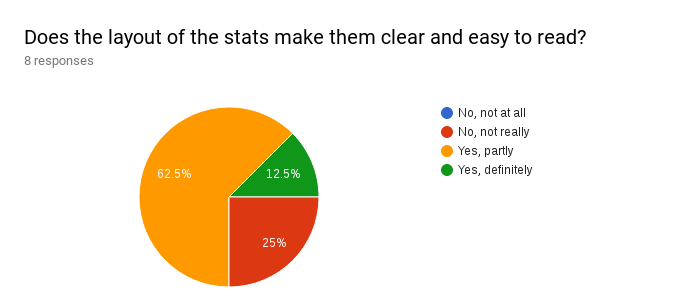 Does the layout of the stats make them clear and easy to read?
8 responses
No, not at all
No, not really
Yes, partly
Yes, definitely
62.5%
12.5%
25%